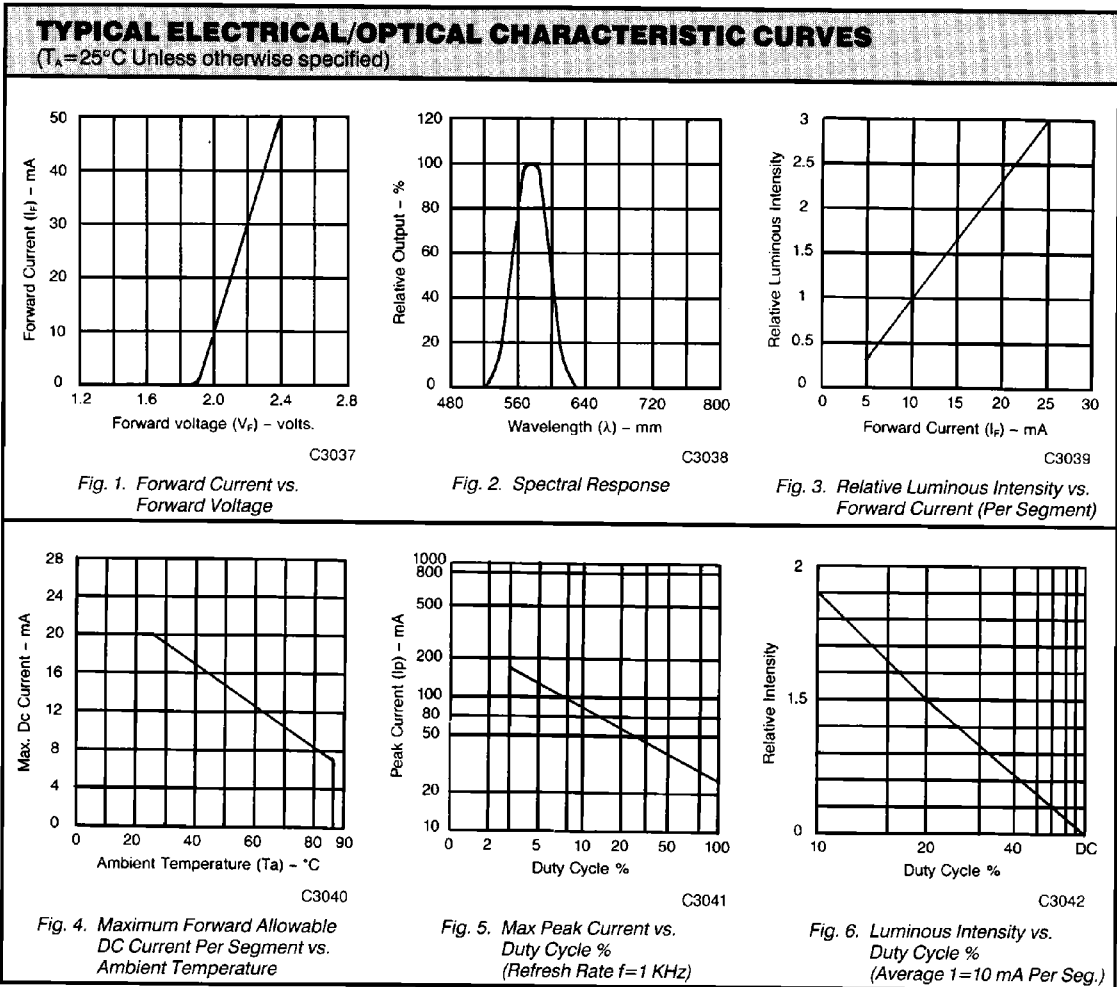 TYPICAL ELECTRICAL/OPTICAL CHARACTERISTIC CURVES
(TA=25°C Unless otherwise specified)
Forward Current (IF) – mA
50
40
30
20
10
0
1.2 1.6 2.0 2.4 2.8
Forward voltage (VF) – volts.
C3037
Fig. 1. Forward Current vs.
Forward Voltage
Relative Output – %
120
100
80
60
40
20
0
480 560 640 720 800
Wavelength (λ) – mm
C3038
Fig. 2. Spectral Response
Relative Luminous Intensity
3
2.5
2
1.5
1
0.5
0
0 5 10 15 20 25 30
Forward Current (IF) – mA
C3039
Fig. 3. Relative Luminous Intensity vs.
Forward Current (Per Segment)
Max. Dc Current – mA
28
24
20
16
12
8
4
0
0 20 40 60 80 90
Ambient Temperature (Ta) – °C
C3040
Fig. 4. Maximum Forward Allowable
DC Current Per Segment vs.
Ambient Temperature
Peak Current (Ip) – mA
1000
800
500
200
100
80
50
20
10
0 2 5 10 20 50 100
Duty Cycle %
C3041
Fig. 5. Max Peak Current vs.
Duty Cycle %
(Refresh Rate f=1 KHz)
Relative Intensity
2
1.5
0
10 20 40 DC
Duty Cycle %
C3042
Fig. 6. Luminous Intensity vs.
Duty Cycle %
(Average 1=10 mA Per Seg.)